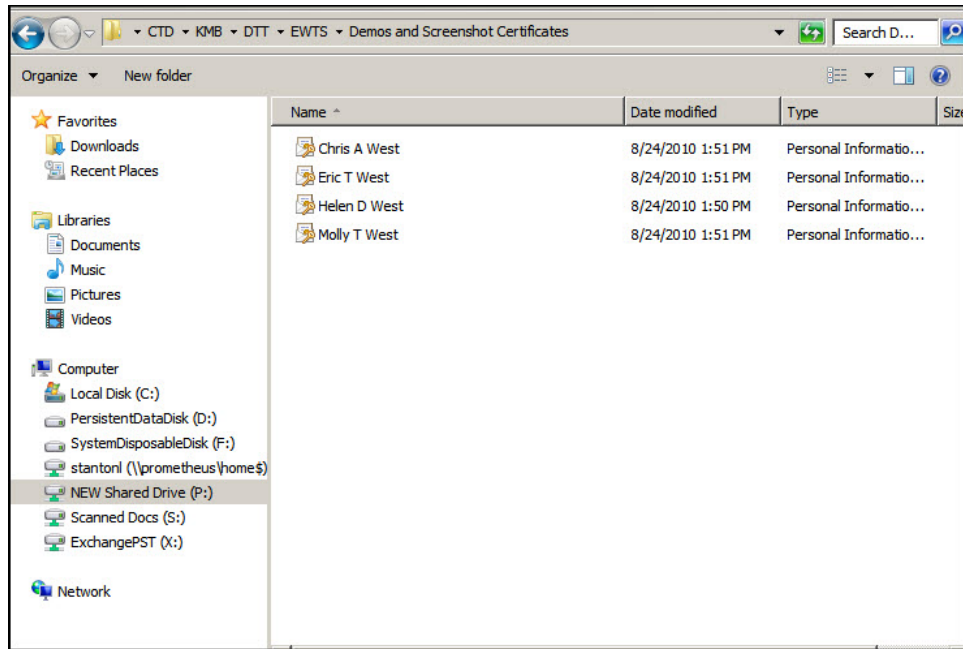 CTD KMB DTT EWTS Demos and Screenshot Certificates Search D...
Organize New folder
Favorites
Downloads
Recent Places
Libraries
Documents
Music
Pictures
Videos
Computer
Local Disk (C:)
PersistentDataDisk (D:)
SystemDisposableDisk (F:)
stantonl (\\prometheus\home$)
NEW Shared Drive (P:)
Scanned Docs (S:)
ExchangePST (X:)
Network
Name Date modified Type Size
Chris A West 8/24/2010 1:51 PM Personal Informatio...
Eric T West 8/24/2010 1:51 PM Personal Informatio...
Helen D West 8/24/2010 1:50 PM Personal Informatio...
Molly T West 8/24/2010 1:51 PM Personal Informatio...